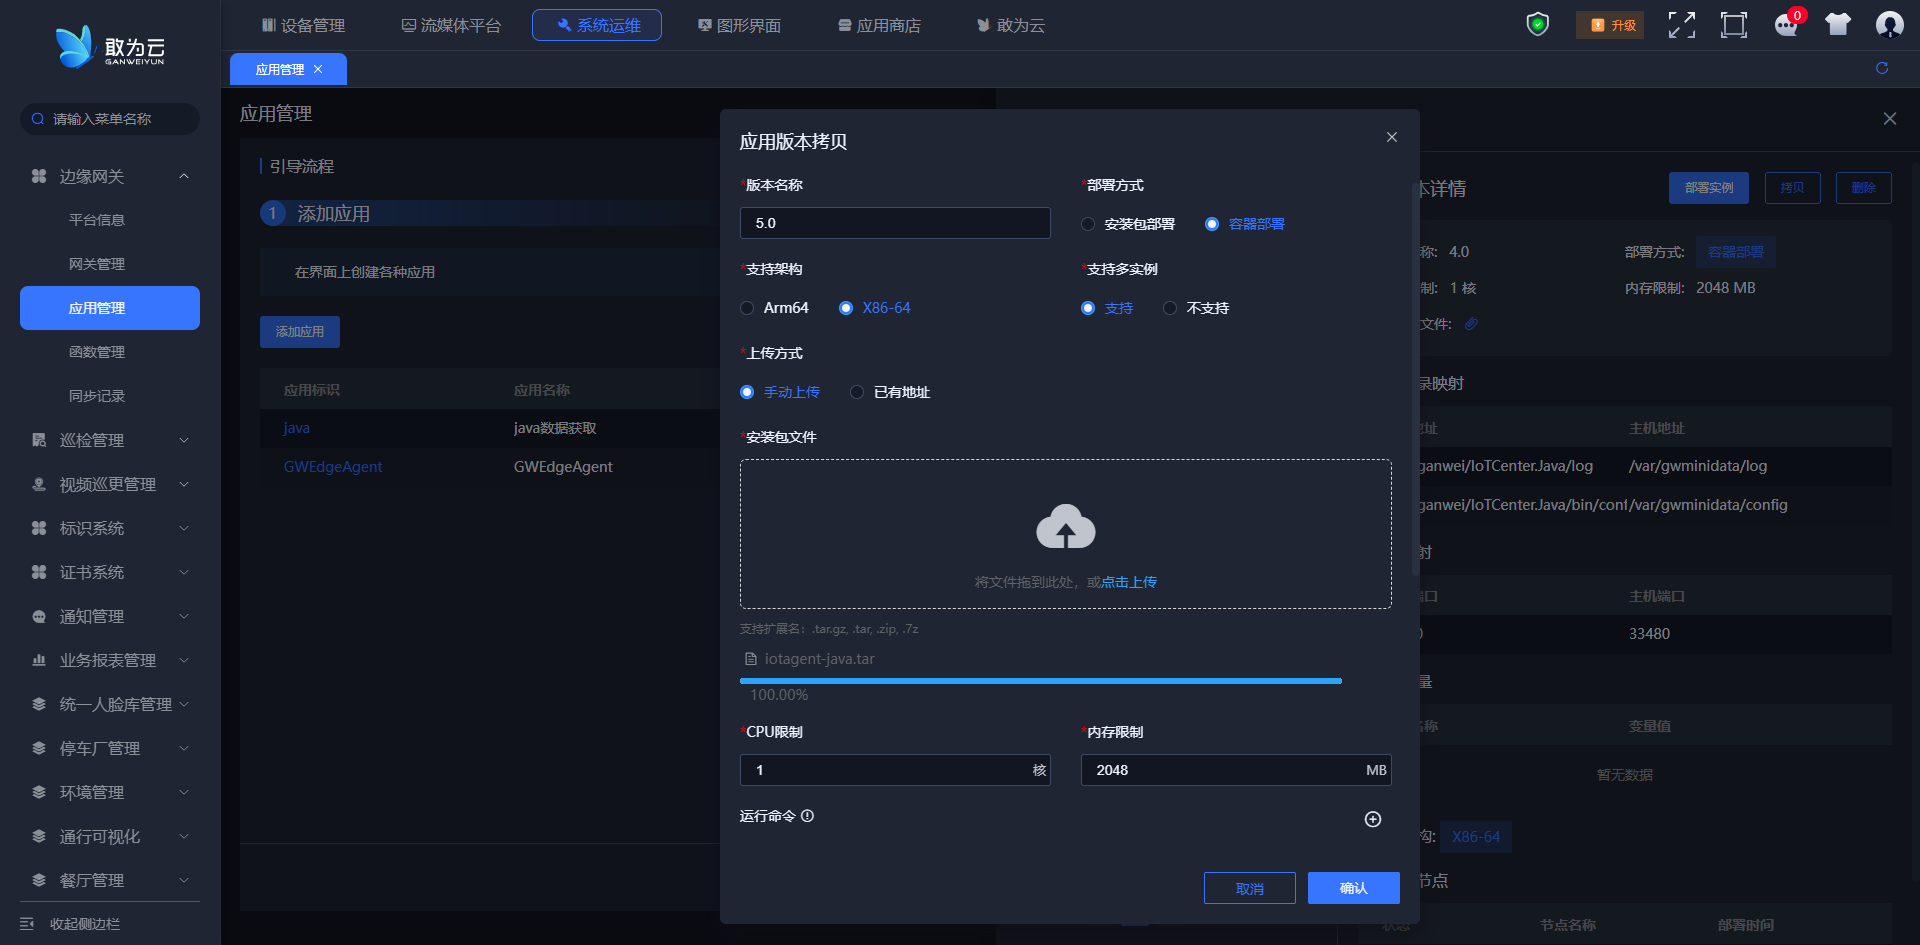 敢为云
GANWEIYUN
设备管理
流媒体平台
系统运维
图形界面
应用商店
敢为云
升级
0
应用管理
请输入菜单名称
边缘网关
平台信息
网关管理
应用管理
函数管理
同步记录
巡检管理
视频巡更管理
标识系统
证书系统
通知管理
业务报表管理
统一人脸库管理
停车厂管理
环境管理
通行可视化
餐厅管理
收起侧边栏
应用管理
引导流程
1 添加应用
在界面上创建各种应用
添加应用
应用标识 应用名称
java java数据获取
GWEdgeAgent GWEdgeAgent
应用版本拷贝
*版本名称 *部署方式
5.0 安装包部署 容器部署
*支持架构 *支持多实例
Arm64 X86-64 支持 不支持
*上传方式
手动上传 已有地址
*安装包文件
将文件拖到此处，或点击上传
支持扩展名：.tar.gz, .tar, .zip, .7z
iotagent-java.tar
100.00%
*CPU限制 *内存限制
1 核 2048 MB
运行命令
取消 确认
本详情
部署实例 拷贝 删除
称: 4.0 部署方式: 容器部署
制: 1 核 内存限制: 2048 MB
文件:
录映射
地址 主机地址
ganwei/IoTCenter.Java/log /var/gwminidata/log
ganwei/IoTCenter.Java/bin/conf /var/gwminidata/config
射
端口 主机端口
0 33480
量
名称 变量值
暂无数据
构: X86-64
节点
状态 节点名称 部署时间